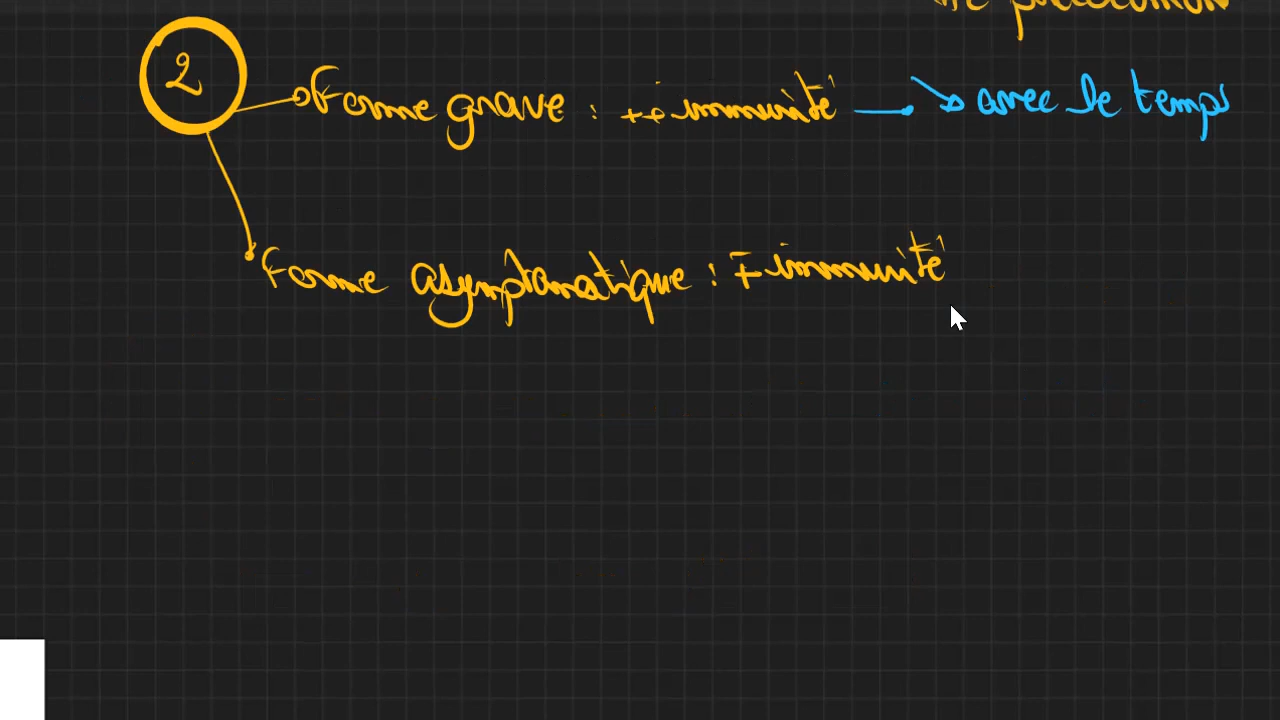 2
Forme grave : ++ immunité → ↘ avec le temps
Forme asymptomatique : ∓ immunité